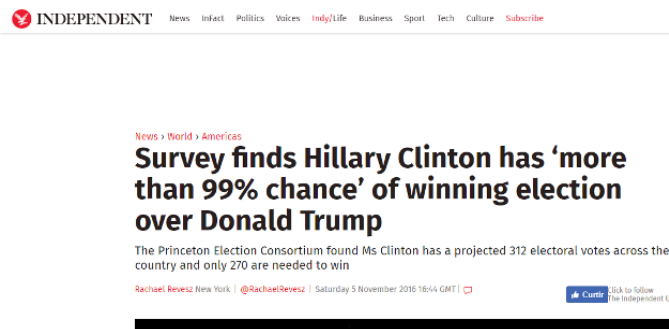 INDEPENDENT News InFact Politics Voices Indy/Life Business Sport Tech Culture Subscribe
News › World › Americas
Survey finds Hillary Clinton has ‘more
than 99% chance’ of winning election
over Donald Trump
The Princeton Election Consortium found Ms Clinton has a projected 312 electoral votes across the
country and only 270 are needed to win
Rachael Revesz New York | @RachaelRevesz | Saturday 5 November 2016 16:44 GMT |
Curtir Click to follow
The Independent